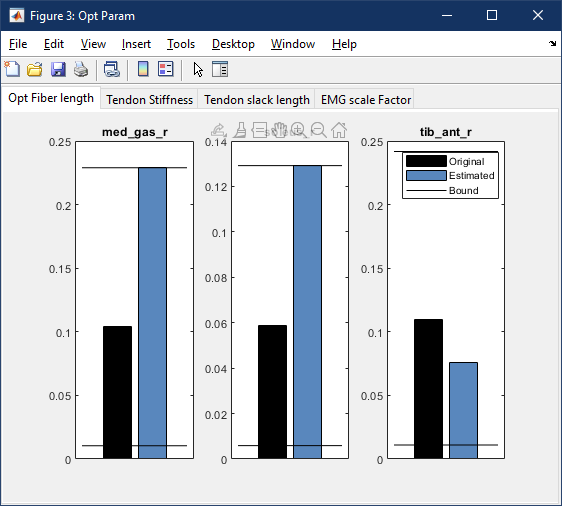 Figure 3: Opt Param
File Edit View Insert Tools Desktop Window Help
Opt Fiber length Tendon Stiffness Tendon slack length EMG scale Factor
med_gas_r
0.25
0.2
0.15
0.1
0.05
0
0.14
0.12
0.1
0.08
0.06
0.04
0.02
0
tib_ant_r
0.25
0.2
0.15
0.1
0.05
0
Original
Estimated
Bound